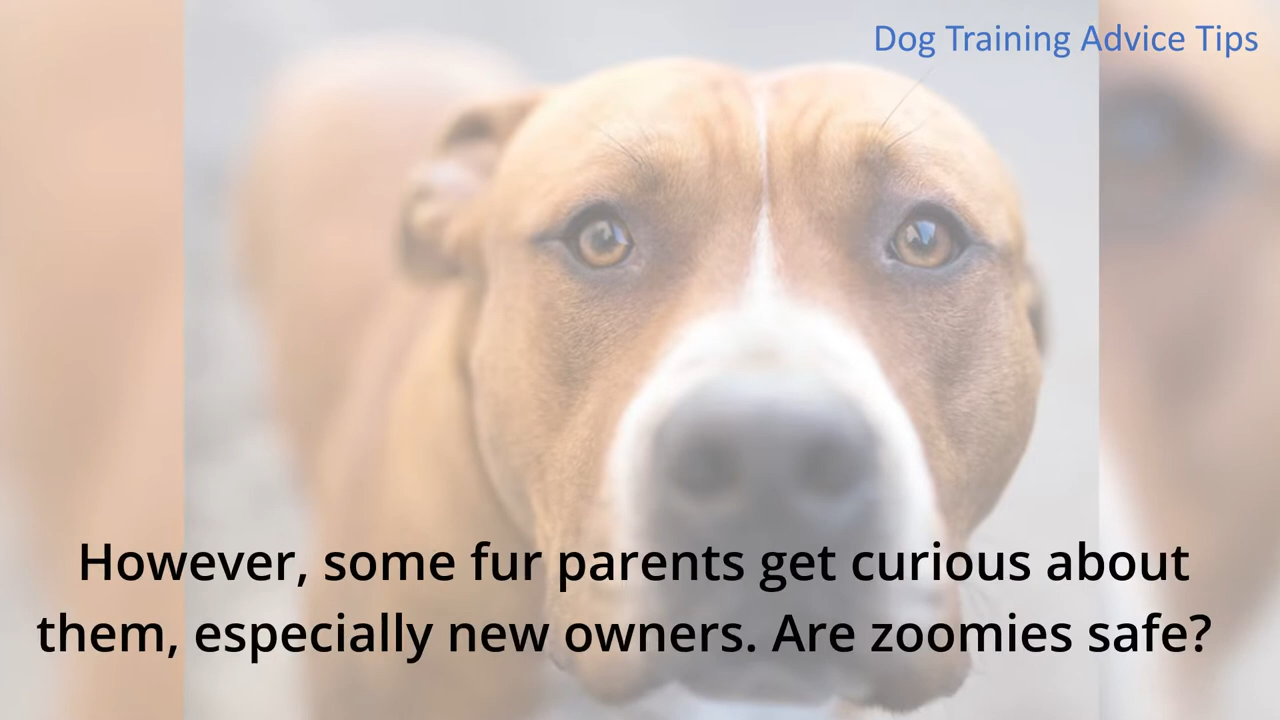 Dog Training Advice Tips
However, some fur parents get curious about
them, especially new owners. Are zoomies safe?